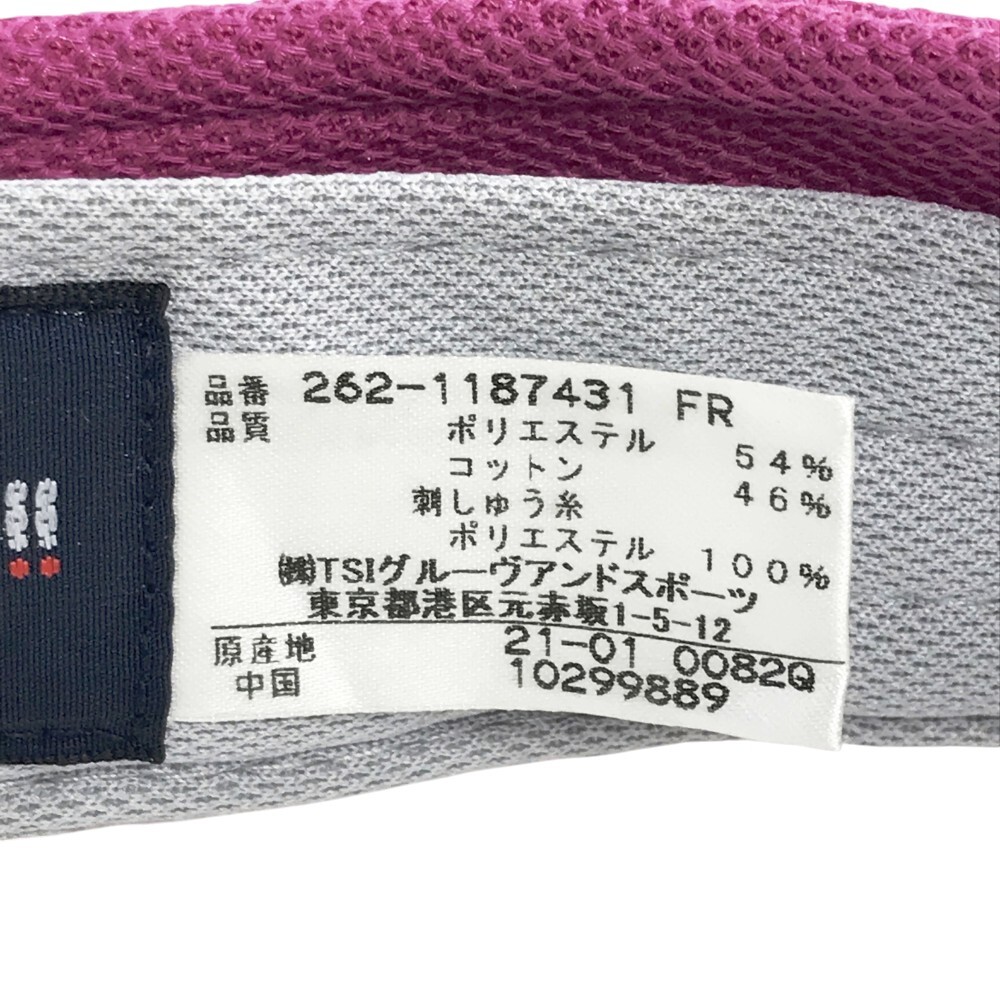 品番 262-1187431 FR
品質 ポリエステル 54%
コットン 46%
刺しゅう糸
ポリエステル 100%
㈱TSIグルーヴアンドスポーツ
東京都港区元赤坂1-5-12
原産地 21-01 0082Q
中国 10299889